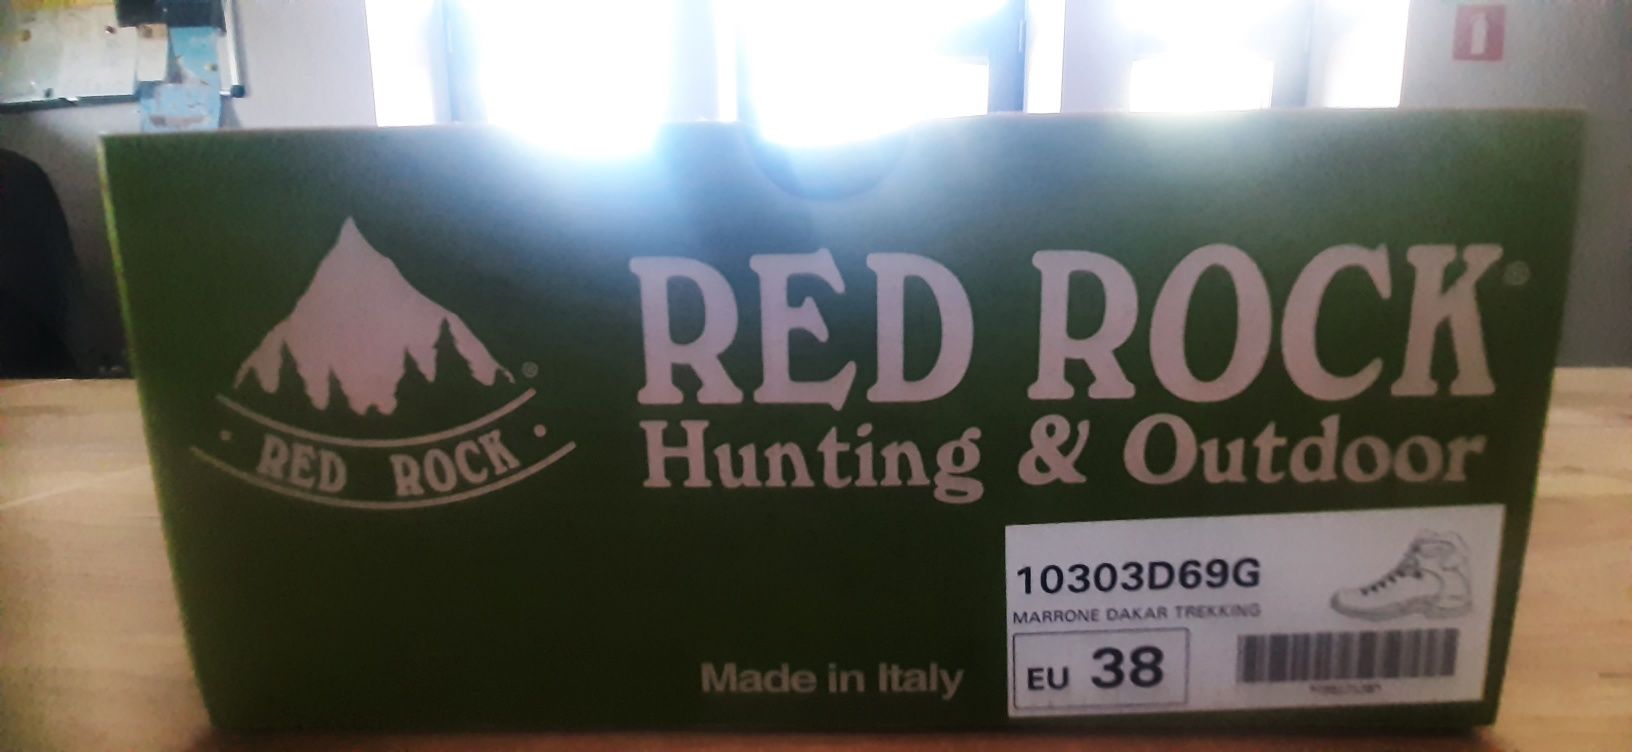 RED ROCK®
Hunting & Outdoor
®
· RED ROCK ·
10303D69G
MARRONE DAKAR TREKKING
EU 38
Made in Italy